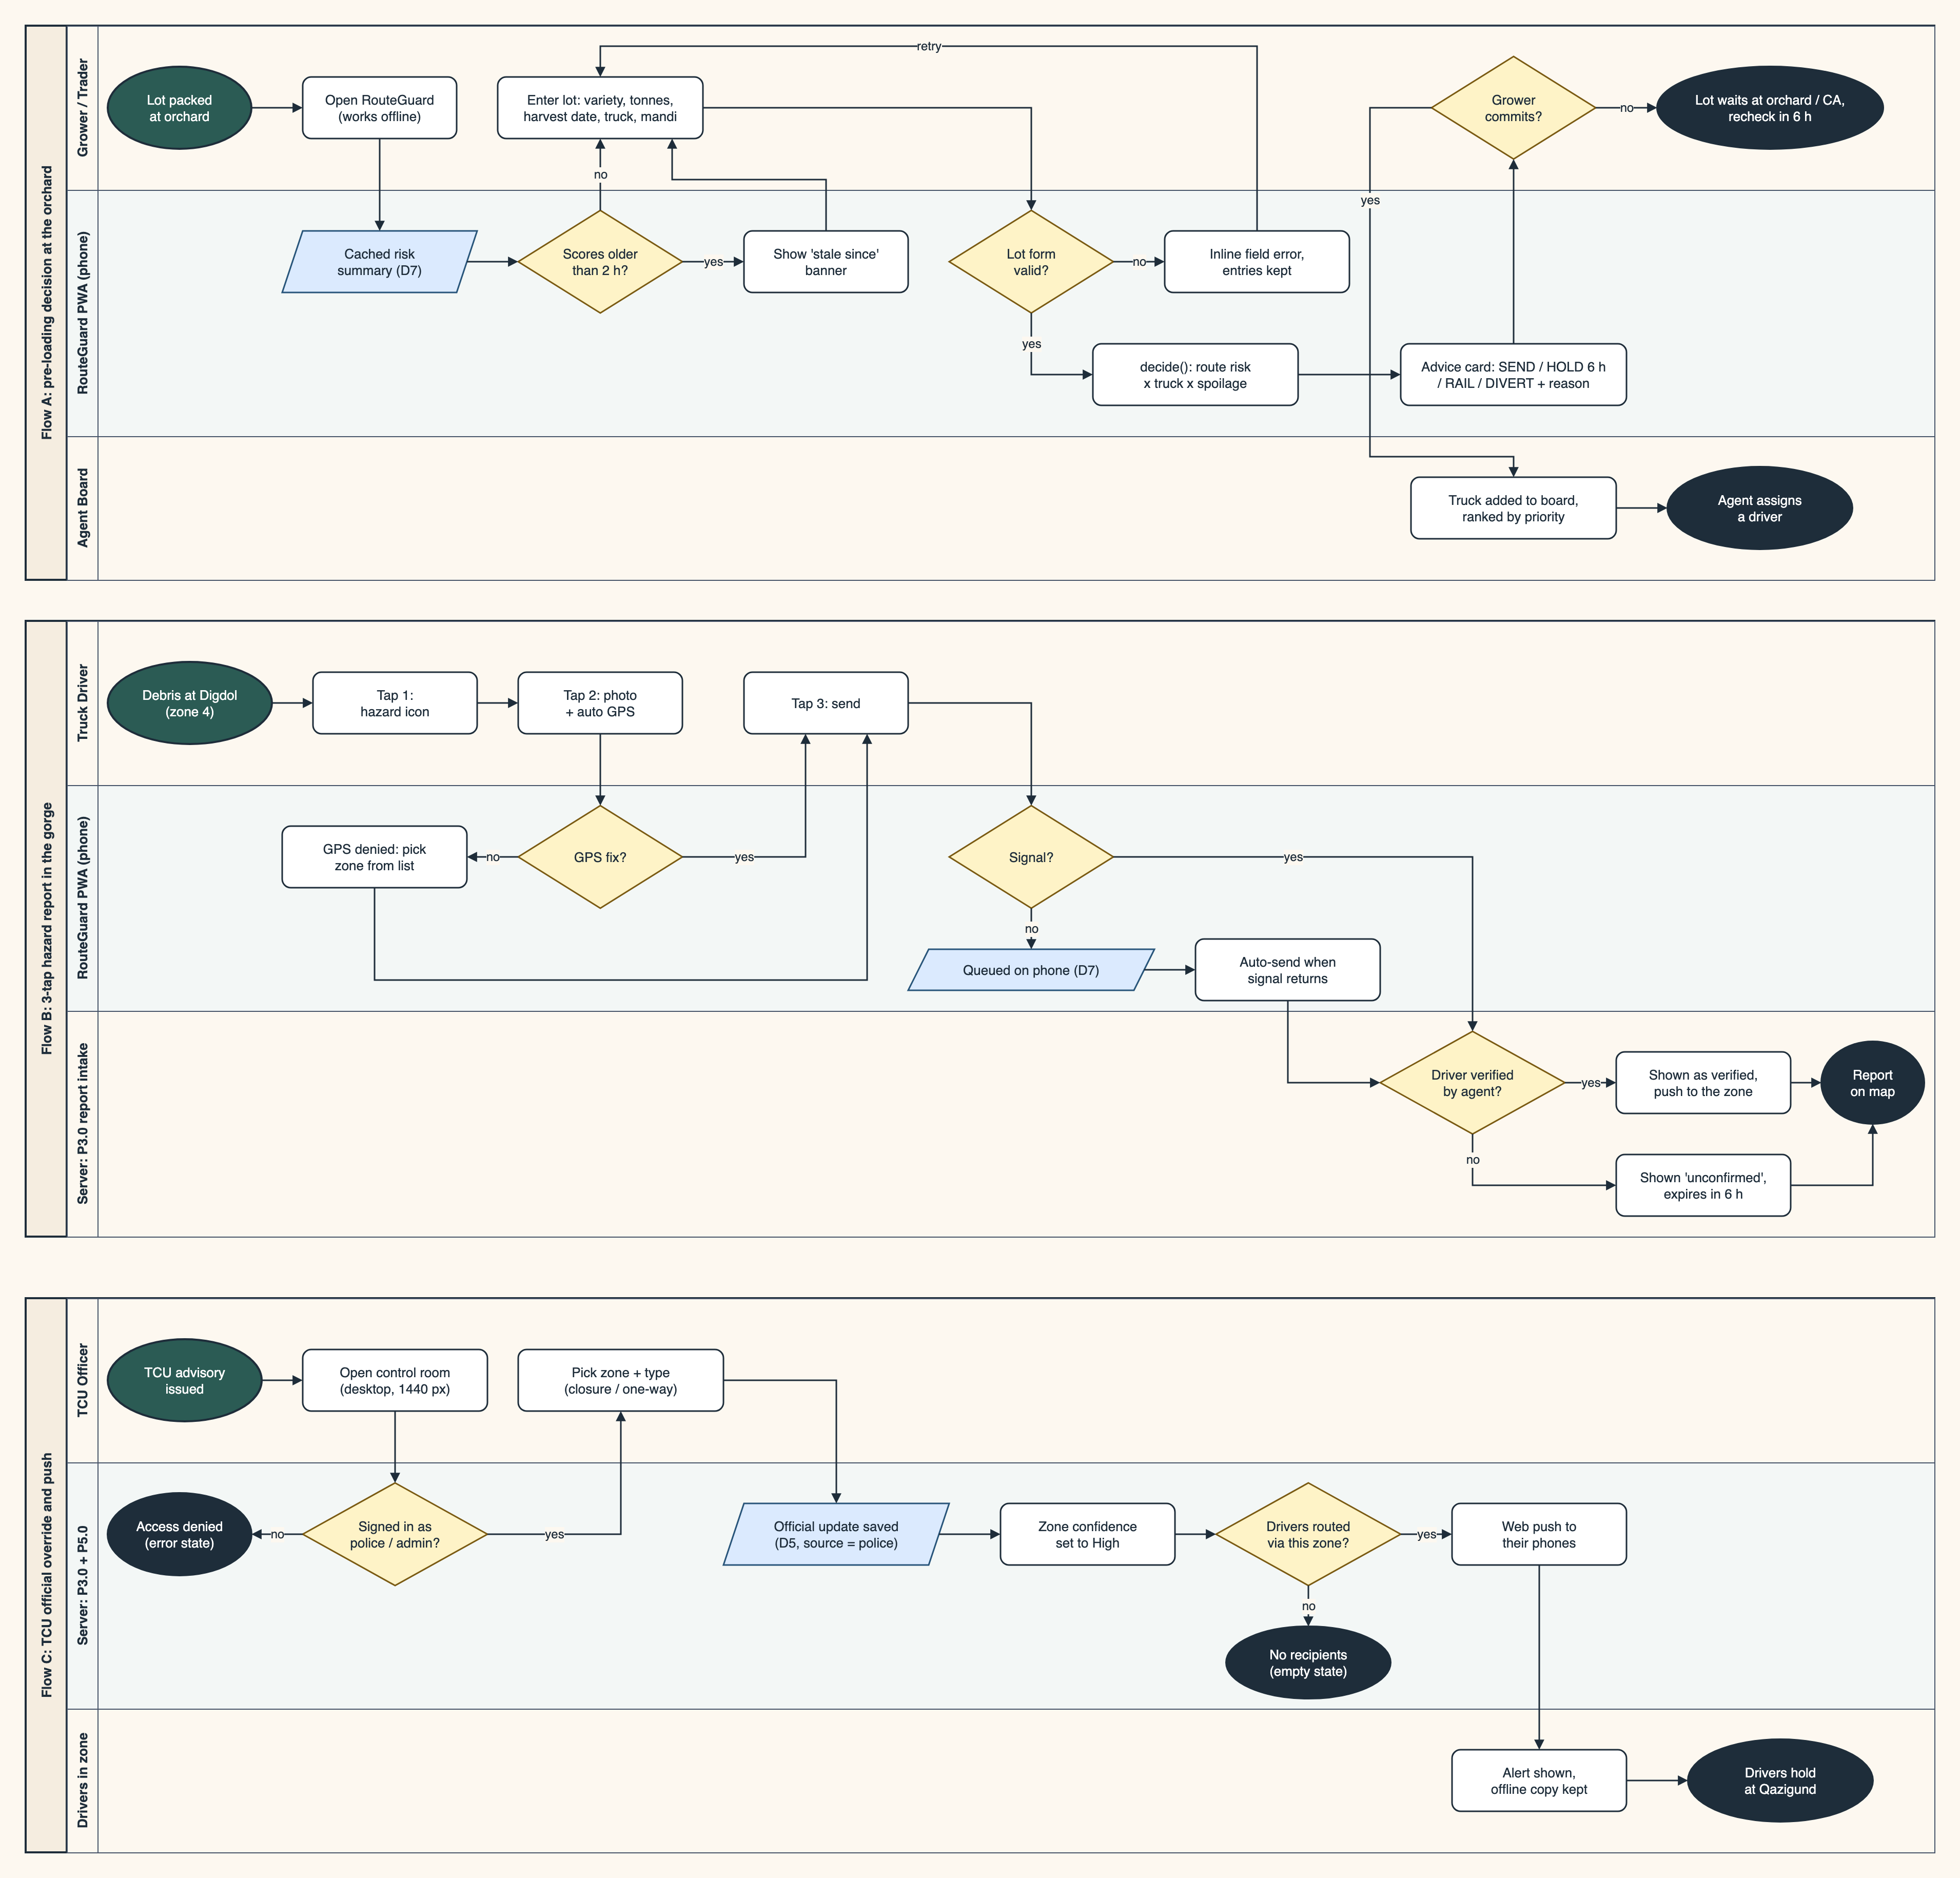 Flow A: pre-loading decision at the orchard
Grower / Trader
Lot packed
at orchard
Open RouteGuard
(works offline)
Enter lot: variety, tonnes,
harvest date, truck, mandi
retry
Grower
commits?
no
Lot waits at orchard / CA,
recheck in 6 h
yes
RouteGuard PWA (phone)
Cached risk
summary (D7)
Scores older
than 2 h?
no
yes
Show 'stale since'
banner
Lot form
valid?
no
Inline field error,
entries kept
yes
decide(): route risk
x truck x spoilage
Advice card: SEND / HOLD 6 h
/ RAIL / DIVERT + reason
Agent Board
Truck added to board,
ranked by priority
Agent assigns
a driver
Flow B: 3-tap hazard report in the gorge
Truck Driver
Debris at Digdol
(zone 4)
Tap 1:
hazard icon
Tap 2: photo
+ auto GPS
Tap 3: send
RouteGuard PWA (phone)
GPS denied: pick
zone from list
no
GPS fix?
yes
Signal?
yes
no
Queued on phone (D7)
Auto-send when
signal returns
Server: P3.0 report intake
Driver verified
by agent?
yes
Shown as verified,
push to the zone
Report
on map
no
Shown 'unconfirmed',
expires in 6 h
Flow C: TCU official override and push
TCU Officer
TCU advisory
issued
Open control room
(desktop, 1440 px)
Pick zone + type
(closure / one-way)
Server: P3.0 + P5.0
Access denied
(error state)
no
Signed in as
police / admin?
yes
Official update saved
(D5, source = police)
Zone confidence
set to High
Drivers routed
via this zone?
yes
Web push to
their phones
no
No recipients
(empty state)
Drivers in zone
Alert shown,
offline copy kept
Drivers hold
at Qazigund